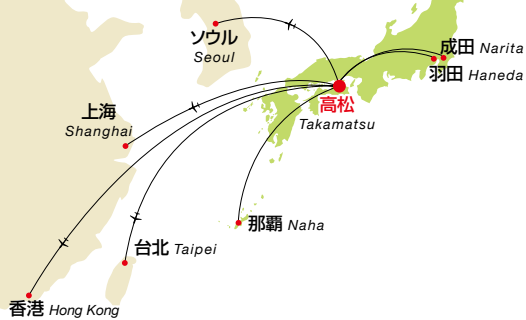 ソウル
Seoul
成田 Narita
羽田 Haneda
高松
Takamatsu
上海
Shanghai
那覇 Naha
台北 Taipei
香港 Hong Kong